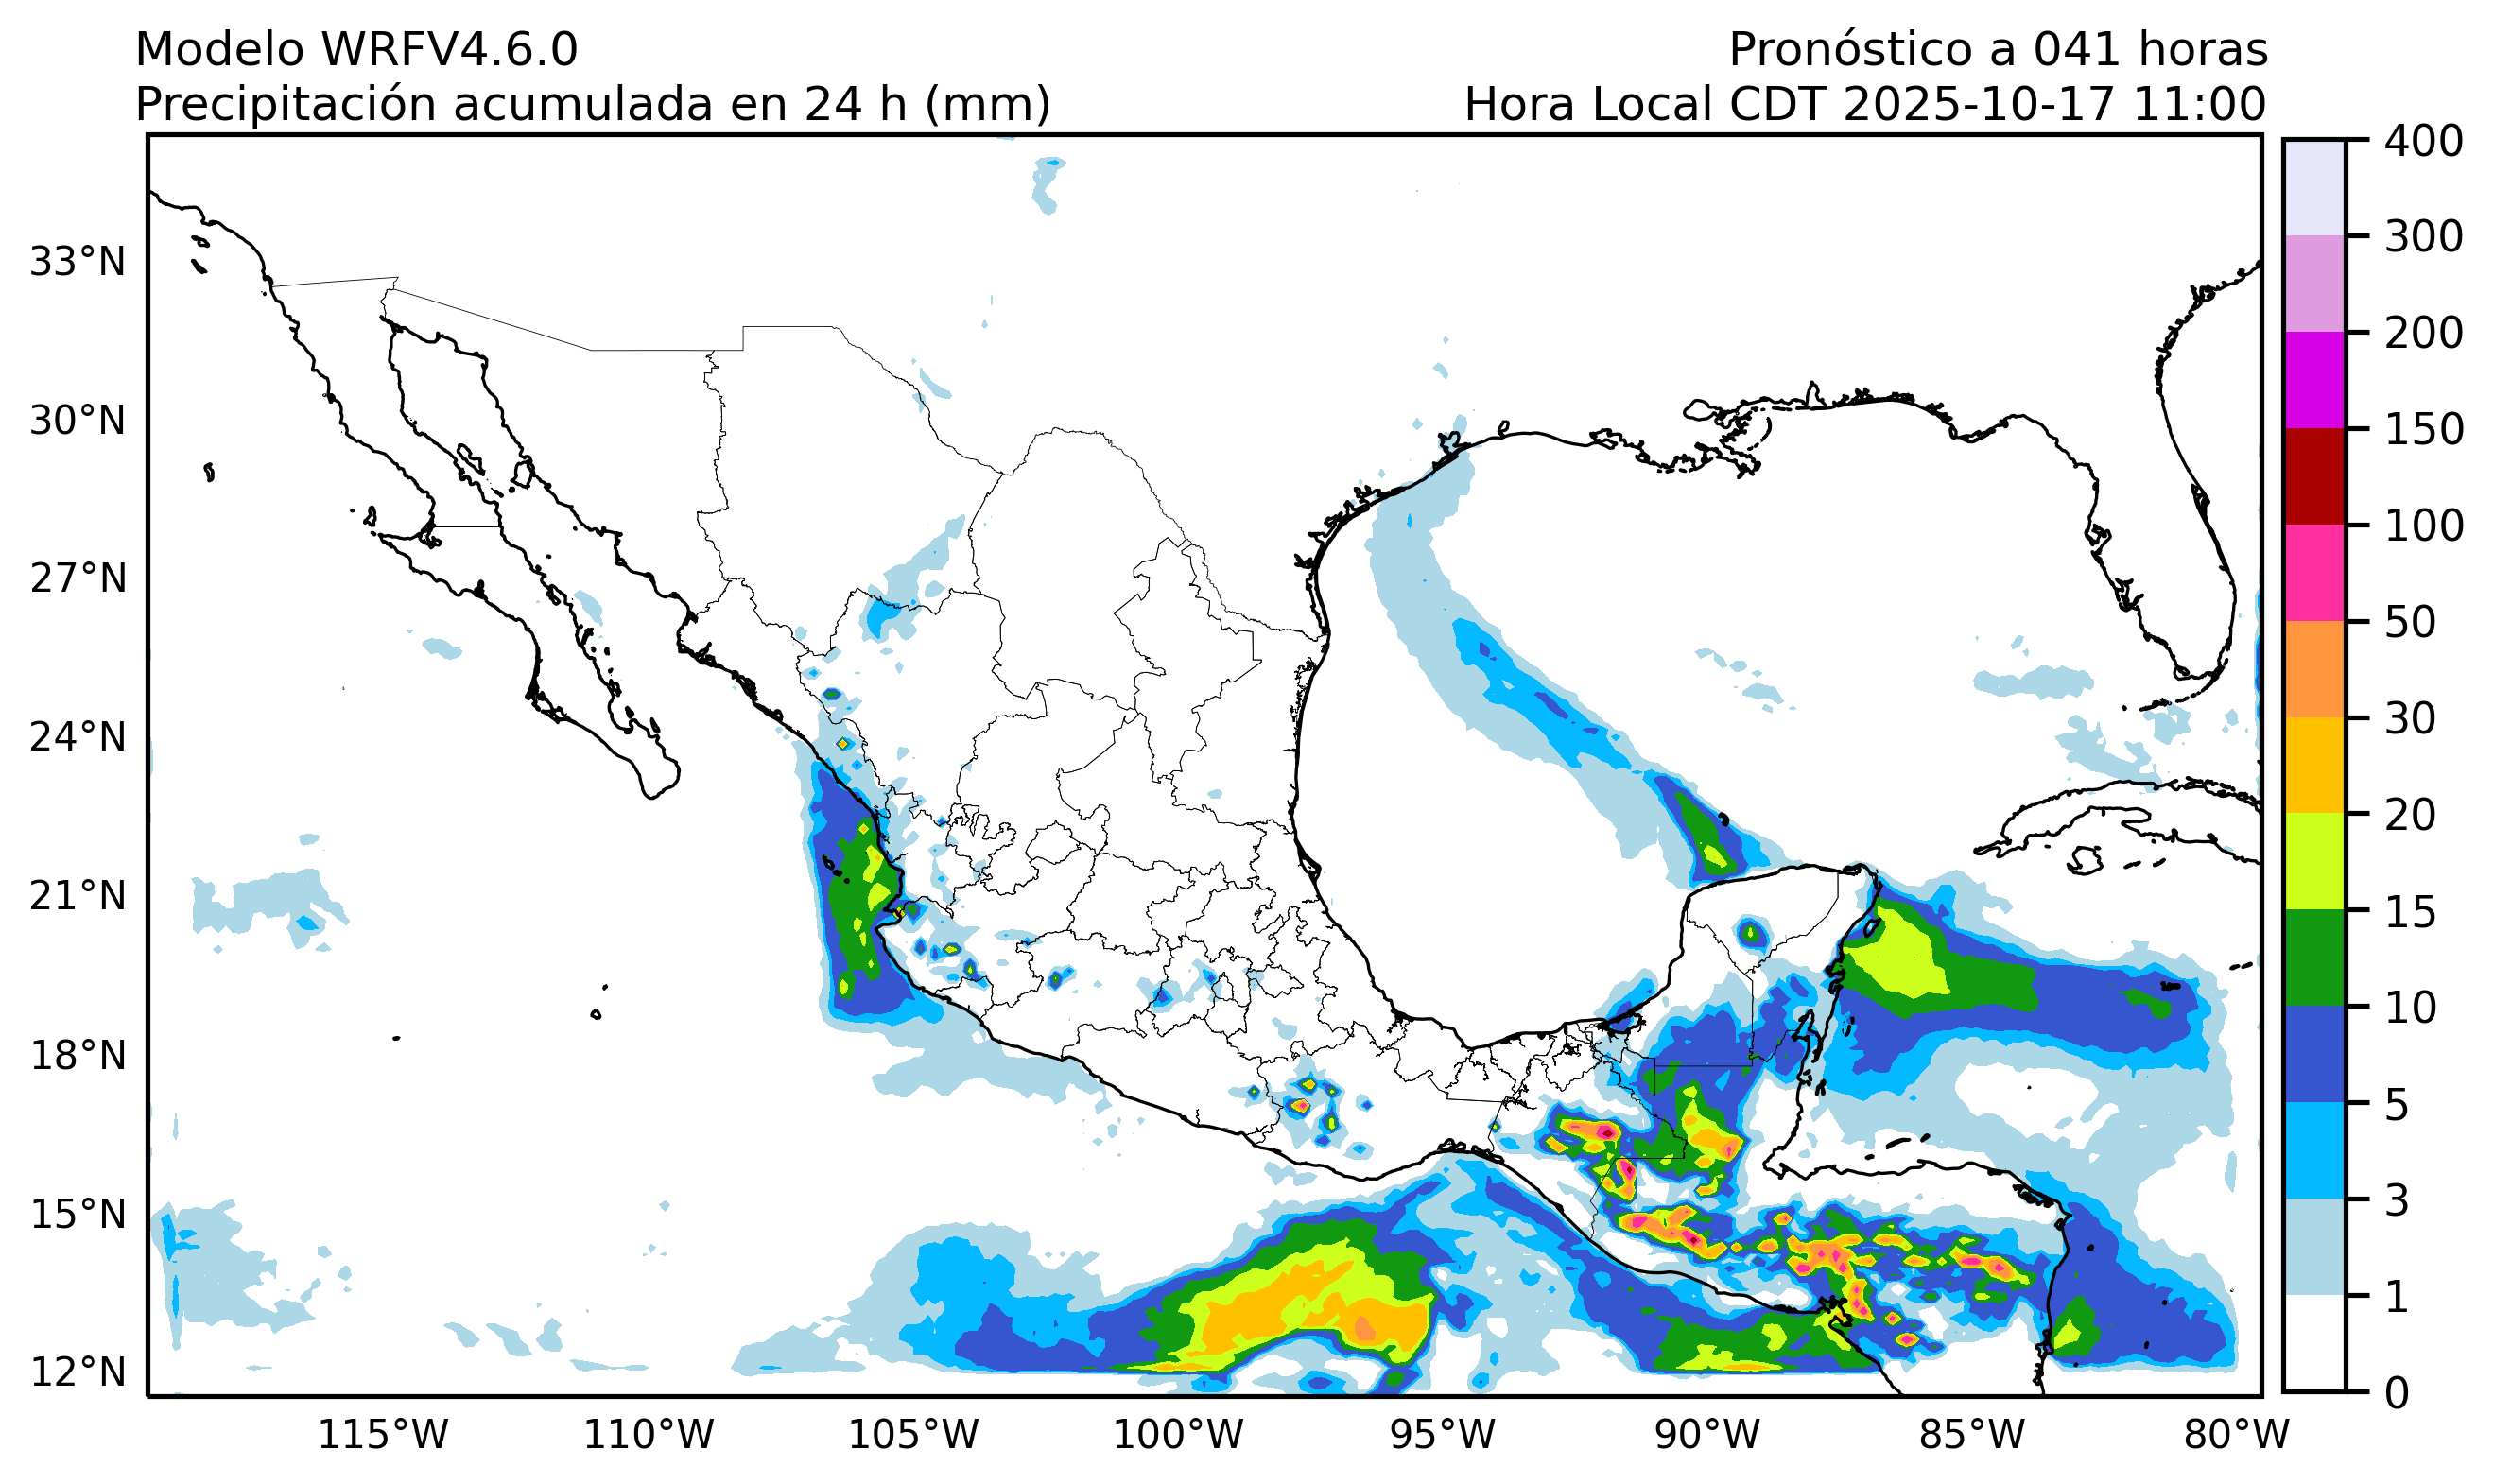 Modelo WRFV4.6.0
Pronóstico a 041 horas
Precipitación acumulada en 24 h (mm)
Hora Local CDT 2025-10-17 11:00
400
300
200
150
100
50
30
20
15
10
5
3
1
0
33°N
30°N
27°N
24°N
21°N
18°N
15°N
12°N
115°W
110°W
105°W
100°W
95°W
90°W
85°W
80°W